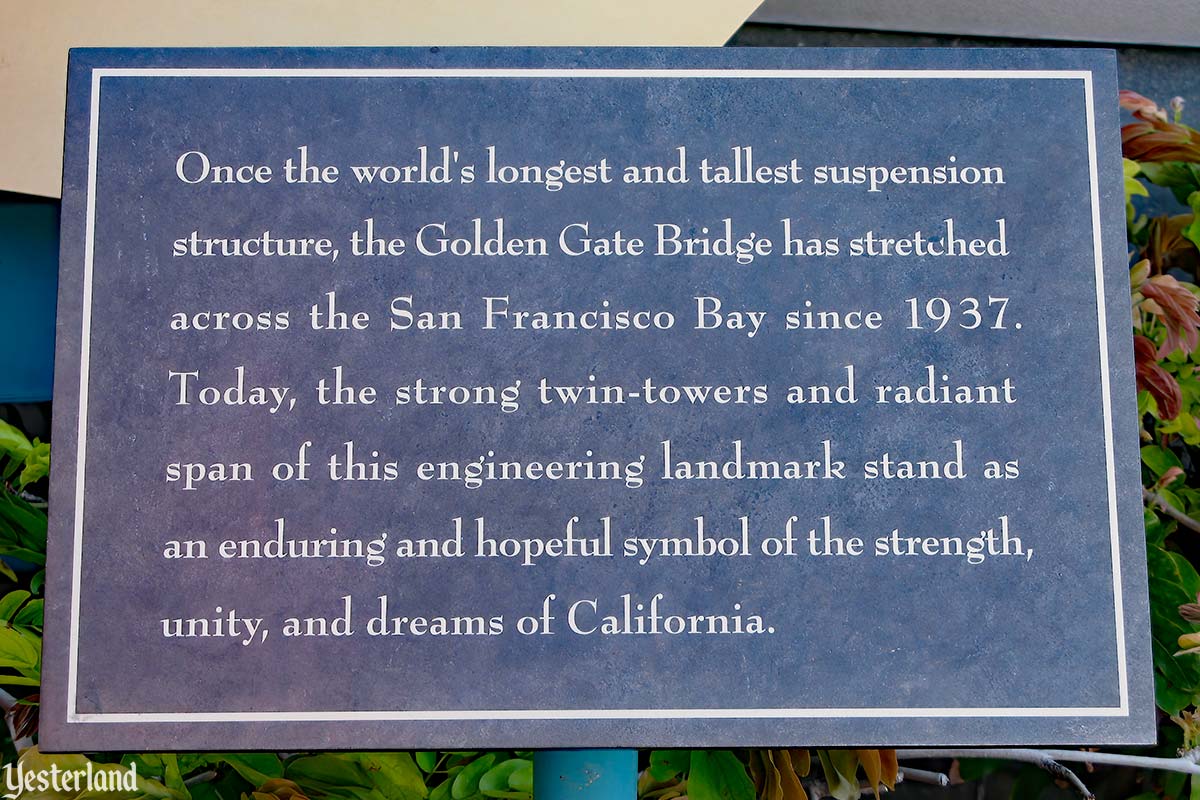 Once the world's longest and tallest suspension
structure, the Golden Gate Bridge has stretched
across the San Francisco Bay since 1937.
Today, the strong twin-towers and radiant
span of this engineering landmark stand as
an enduring and hopeful symbol of the strength,
unity, and dreams of California.
Yesterland